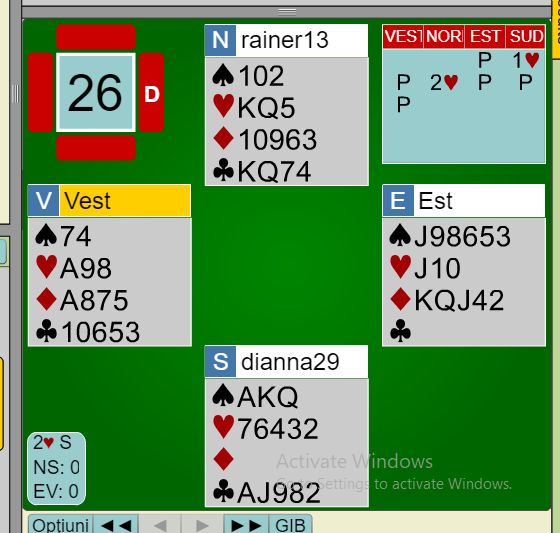 N rainer13
♠102
♥KQ5
♦10963
♣KQ74
26 D
VEST NOR EST SUD
P 1♥
P 2♥ P P
P
V Vest
♠74
♥A98
♦A875
♣10653
E Est
♠J98653
♥J10
♦KQJ42
♣
S dianna29
♠AKQ
♥76432
♦
♣AJ982
2♥ S
NS: 0
EV: 0
Activate Windows
Go to Settings to activate Windows.
Opțiuni ◄◄ ◄ ► ►► GIB